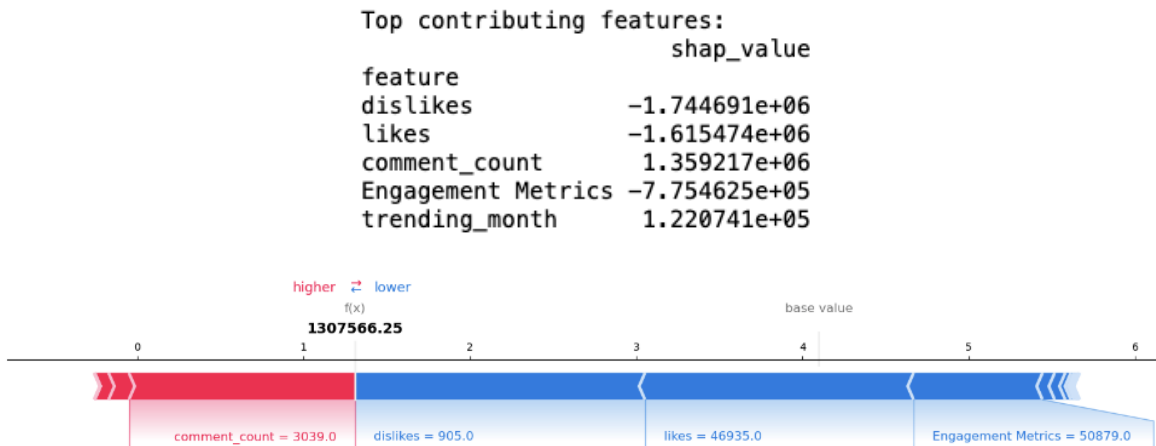 Top contributing features:
shap_value
feature
dislikes -1.744691e+06
likes -1.615474e+06
comment_count 1.359217e+06
Engagement Metrics -7.754625e+05
trending_month 1.220741e+05
higher ⇄ lower
f(x) base value
1307566.25
0 1 2 3 4 5 6
comment_count = 3039.0 dislikes = 905.0 likes = 46935.0 Engagement Metrics = 50879.0